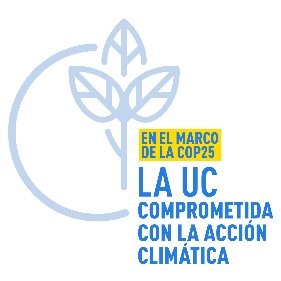 EN EL MARCO
DE LA COP25
LA UC
COMPROMETIDA
CON LA ACCIÓN
CLIMÁTICA